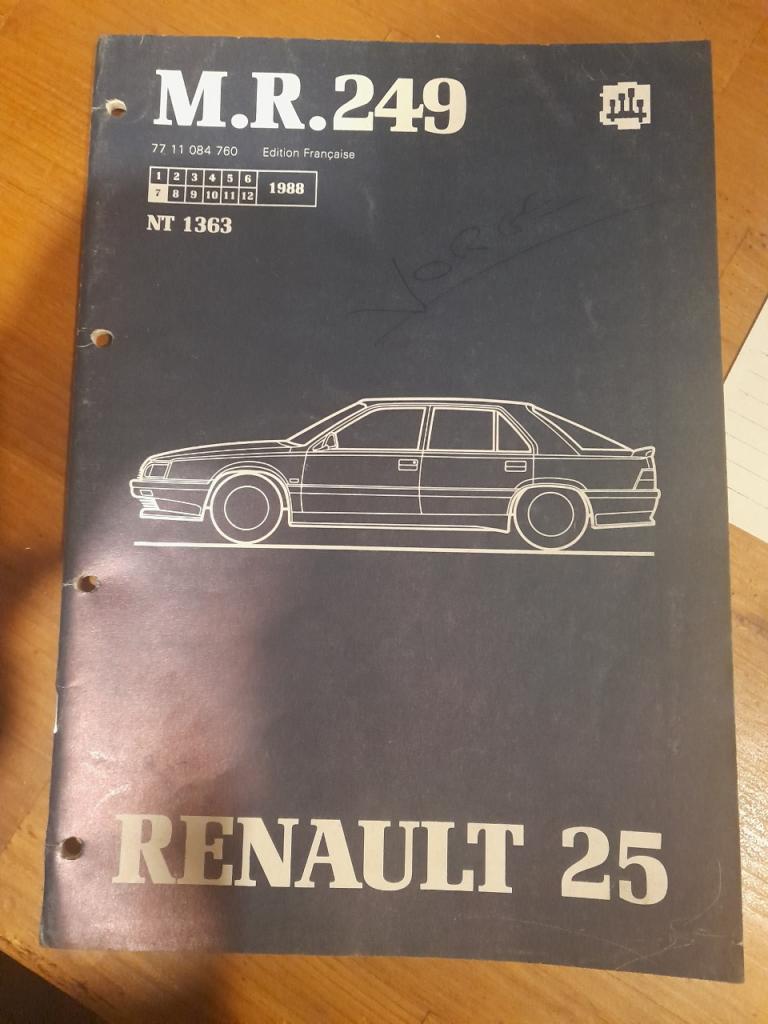 M.R.249
77 11 084 760 Edition Française
1 2 3 4 5 6
7 8 9 10 11 12
1988
NT 1363
JORGE
RENAULT 25